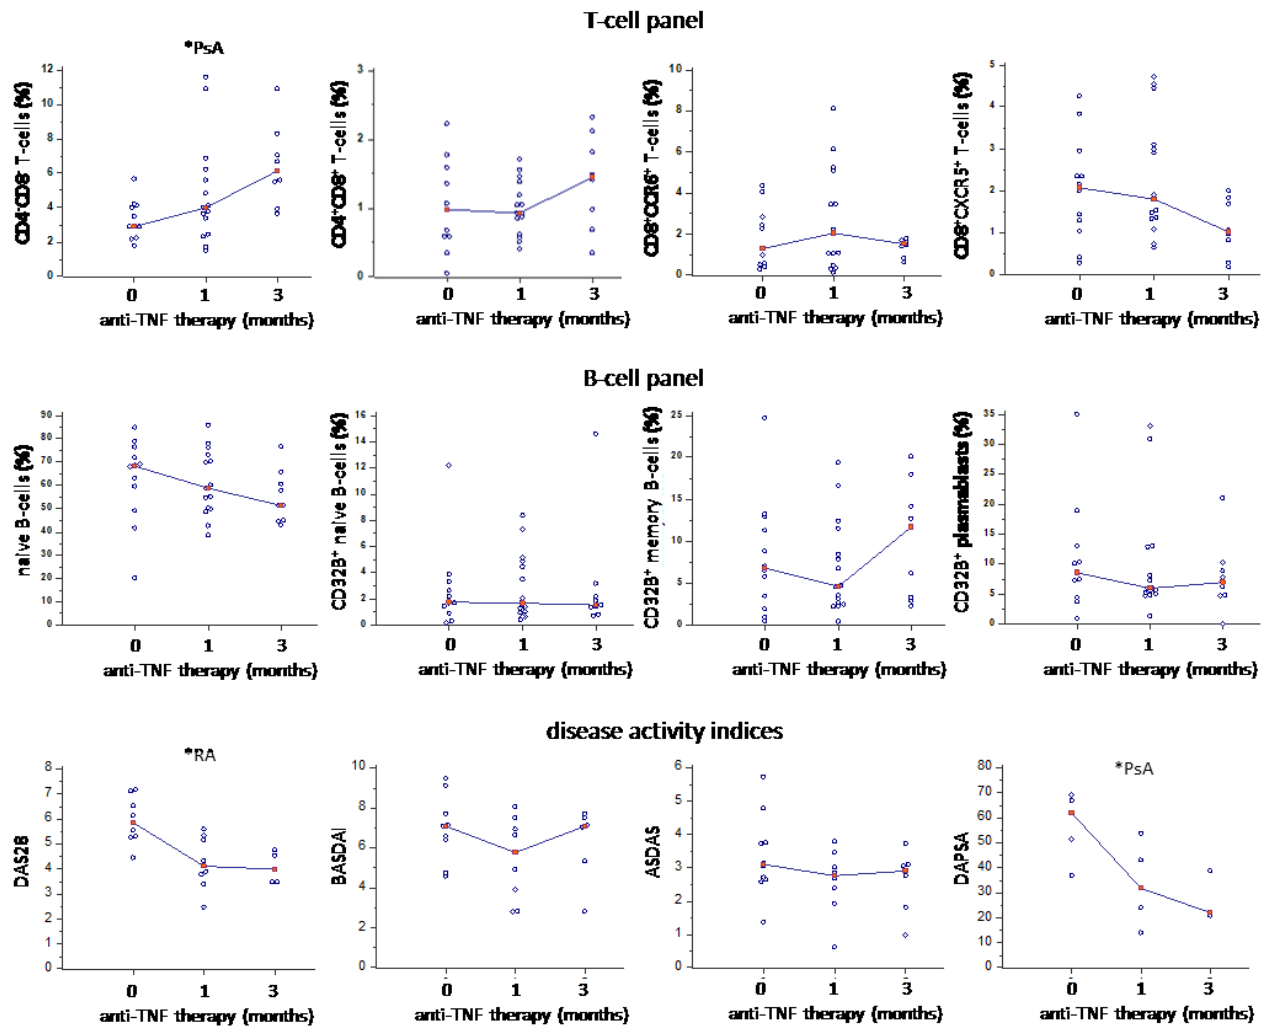 T-cell panel
*PsA
CD4⁻CD8⁻ T-cells (%)
12
10
8
6
4
2
0
0 1 3
anti-TNF therapy (months)
CD4⁺CD8⁺ T-cells (%)
3
2
1
0
0 1 3
anti-TNF therapy (months)
CD8⁺CCR6⁺ T-cells (%)
10
8
6
4
2
0
0 1 3
anti-TNF therapy (months)
CD8⁺CXCR5⁺ T-cells (%)
5
4
3
2
1
0
0 1 3
anti-TNF therapy (months)
B-cell panel
naive B-cells (%)
90
80
70
60
50
40
30
20
10
0
0 1 3
anti-TNF therapy (months)
CD32B⁺ naive B-cells (%)
16
14
12
10
8
6
4
2
0
0 1 3
anti-TNF therapy (months)
CD32B⁺ memory B-cells (%)
25
20
15
10
5
0
0 1 3
anti-TNF therapy (months)
CD32B⁺ plasmablasts (%)
35
30
25
20
15
10
5
0
0 1 3
anti-TNF therapy (months)
disease activity indices
*RA
DAS28
8
7
6
5
4
3
2
1
0
0 1 3
anti-TNF therapy (months)
BASDAI
10
8
6
4
2
0
0 1 3
anti-TNF therapy (months)
ASDAS
6
5
4
3
2
1
0
0 1 3
anti-TNF therapy (months)
*PsA
DAPSA
80
70
60
50
40
30
20
10
0
0 1 3
anti-TNF therapy (months)